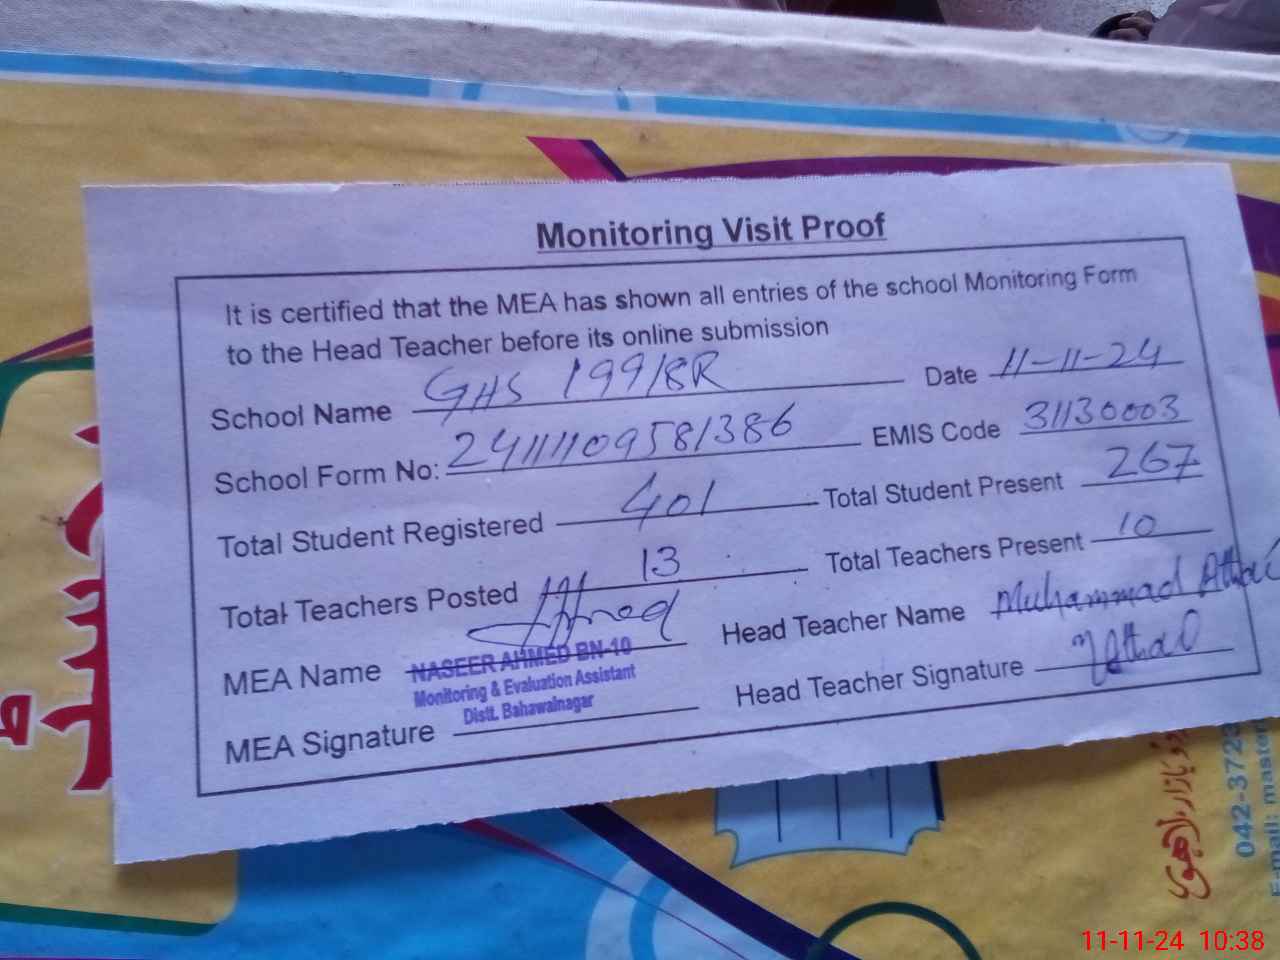 Monitoring Visit Proof
It is certified that the MEA has shown all entries of the school Monitoring Form
to the Head Teacher before its online submission
School Name GHS 199/8R Date 11-11-24
School Form No: 24111109581386 EMIS Code 31130003
Total Student Registered 401 Total Student Present 267
Total Teachers Posted 13 Total Teachers Present 10
MEA Name NASEER AHMED BN-10 Head Teacher Name Muhammad
Monitoring & Evaluation Assistant
Distt. Bahawalnagar
MEA Signature Head Teacher Signature
042-3723
E-mail: master
11-11-24 10:38